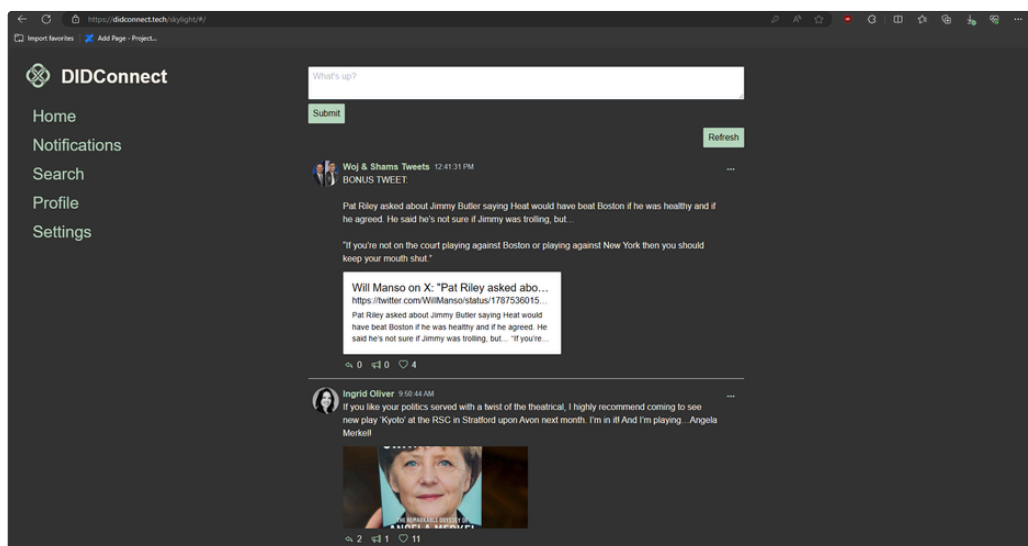 https://didconnect.tech/skylight/#/
Import favorites
Add Page - Project...
DIDConnect
Home
Notifications
Search
Profile
Settings
What's up?
Submit
Refresh
Woj & Shams Tweets 12:41:31 PM
BONUS TWEET:
Pat Riley asked about Jimmy Butler saying Heat would have beat Boston if he was healthy and if
he agreed. He said he's not sure if Jimmy was trolling, but...
"If you're not on the court playing against Boston or playing against New York then you should
keep your mouth shut."
Will Manso on X: "Pat Riley asked abo...
https://twitter.com/WillManso/status/1787536015...
Pat Riley asked about Jimmy Butler saying Heat would
have beat Boston if he was healthy and if he agreed. He
said he's not sure if Jimmy was trolling, but... "If you're...
0 0 4
Ingrid Oliver 9:50:44 AM
If you like your politics served with a twist of the theatrical, I highly recommend coming to see
new play 'Kyoto' at the RSC in Stratford upon Avon next month. I'm in it! And I'm playing...Angela
Merkel!
THE REMARKABLE ODYSSEY OF
ANGELA MERKEL
2 1 11